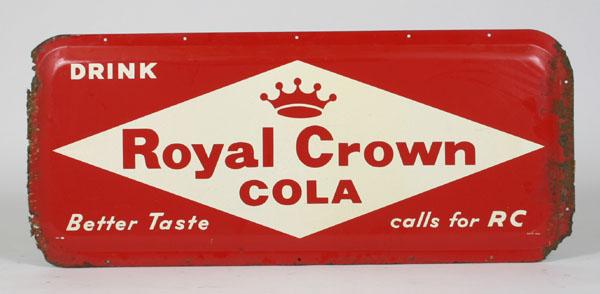 DRINK
Royal Crown
COLA
Better Taste calls for RC